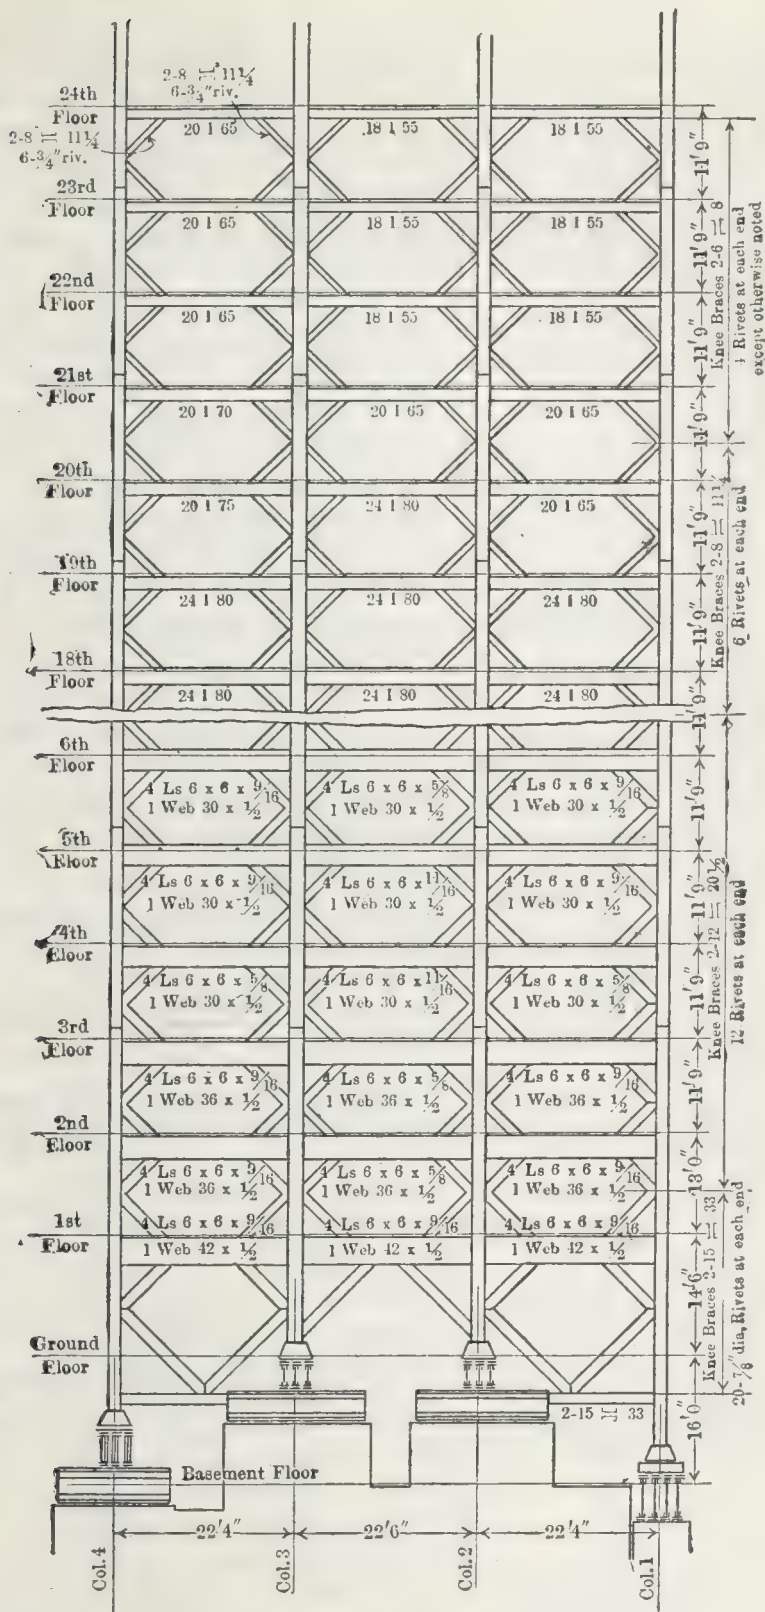 2-8 ][ 11¼
6-¾" riv.
24th
Floor
2-8 ][ 11¼
6-¾" riv.
20 I 65
18 I 55
18 I 55
11'9"
23rd
Floor
20 I 65
18 I 55
18 I 55
11'9"
22nd
Floor
20 I 65
18 I 55
18 I 55
11'9"
Knee Braces 2-6 ][ 8
4 Rivets at each end
except otherwise noted
21st
Floor
20 I 70
20 I 65
20 I 65
11'9"
20th
Floor
20 I 75
24 I 80
20 I 65
11'9"
19th
Floor
24 I 80
24 I 80
24 I 80
11'9"
Knee Braces 2-8 ][ 11¼
6 Rivets at each end
18th
Floor
24 I 80
24 I 80
24 I 80
11'9"
6th
Floor
4 Ls 6 x 6 x 9/16
1 Web 30 x ½
4 Ls 6 x 6 x ⅝
1 Web 30 x ½
4 Ls 6 x 6 x 9/16
1 Web 30 x ½
11'9"
5th
Floor
4 Ls 6 x 6 x 9/16
1 Web 30 x ½
4 Ls 6 x 6 x 11/16
1 Web 30 x ½
4 Ls 6 x 6 x 9/16
1 Web 30 x ½
11'9"
Knee Braces 2-12 ][ 20½
12 Rivets at each end
4th
Floor
4 Ls 6 x 6 x ⅝
1 Web 30 x ½
4 Ls 6 x 6 x 11/16
1 Web 30 x ½
4 Ls 6 x 6 x ⅝
1 Web 30 x ½
11'9"
3rd
Floor
4 Ls 6 x 6 x 9/16
1 Web 36 x ½
4 Ls 6 x 6 x ⅝
1 Web 36 x ½
4 Ls 6 x 6 x 9/16
1 Web 36 x ½
11'9"
2nd
Floor
4 Ls 6 x 6 x 9/16
1 Web 36 x ½
4 Ls 6 x 6 x ⅝
1 Web 36 x ½
4 Ls 6 x 6 x 9/16
1 Web 36 x ½
13'0"
1st
Floor
4 Ls 6 x 6 x 9/16
1 Web 42 x ½
4 Ls 6 x 6 x 9/16
1 Web 42 x ½
4 Ls 6 x 6 x 9/16
1 Web 42 x ½
14'6"
Knee Braces 2-15 ][ 33
20-⅞" dia. Rivets at each end
Ground
Floor
2-15 ][ 33
16'0"
Basement Floor
22'4"
22'6"
22'4"
Col. 4
Col. 3
Col. 2
Col. 1